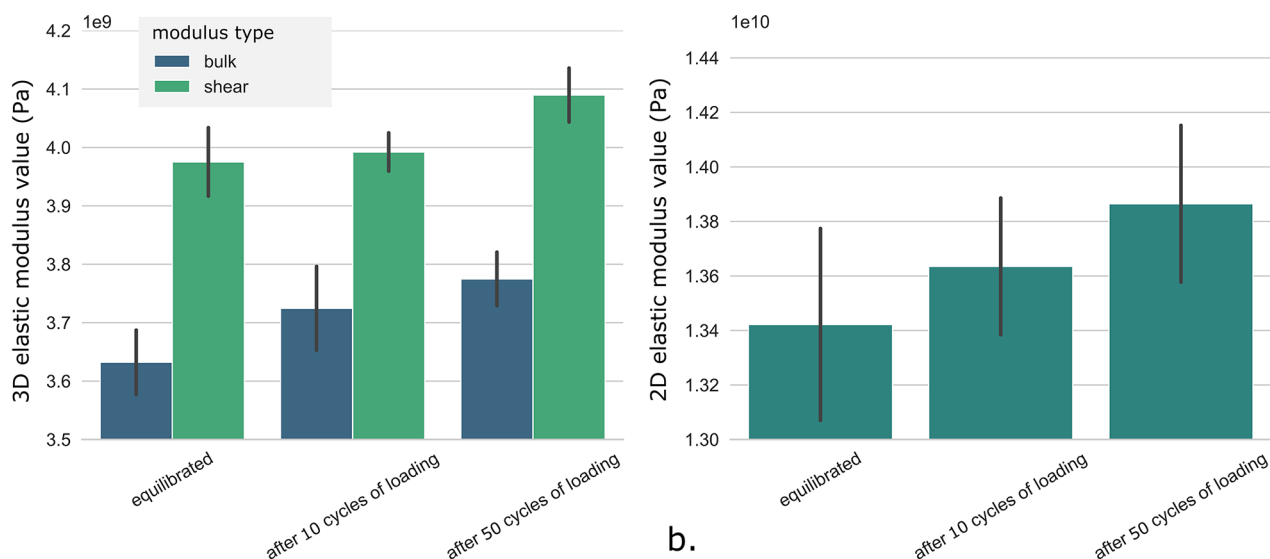 1e9
3D elastic modulus value (Pa)
4.2
4.1
4.0
3.9
3.8
3.7
3.6
3.5
modulus type
bulk
shear
equilibrated
after 10 cycles of loading
after 50 cycles of loading
1e10
2D elastic modulus value (Pa)
1.44
1.42
1.40
1.38
1.36
1.34
1.32
1.30
equilibrated
after 10 cycles of loading
after 50 cycles of loading
b.